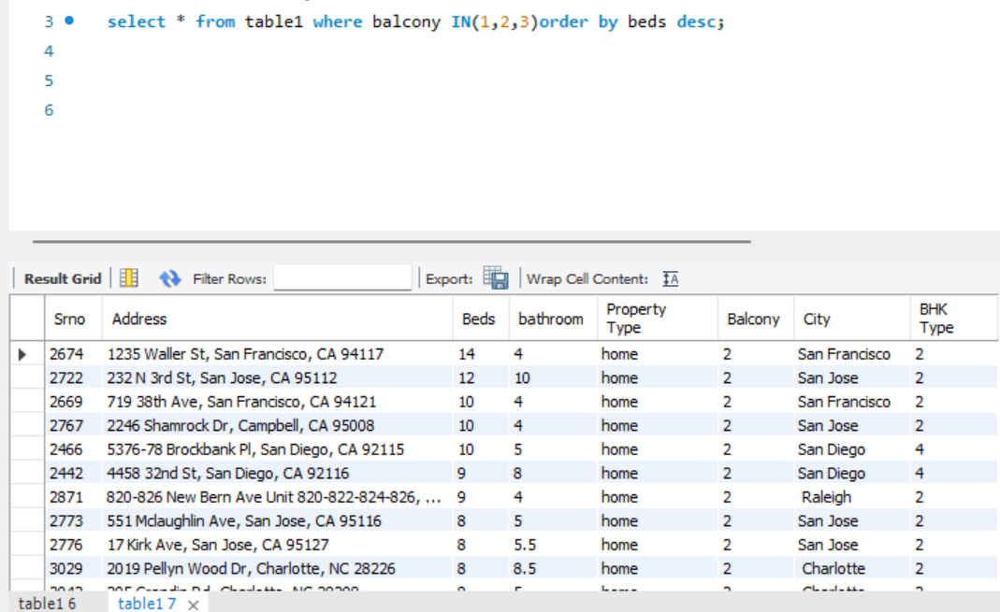 3 select * from table1 where balcony IN(1,2,3)order by beds desc;
4
5
6
Result Grid Filter Rows: Export: Wrap Cell Content:
Srno Address Beds bathroom Property Type Balcony City BHK Type
2674 1235 Waller St, San Francisco, CA 94117 14 4 home 2 San Francisco 2
2722 232 N 3rd St, San Jose, CA 95112 12 10 home 2 San Jose 2
2669 719 38th Ave, San Francisco, CA 94121 10 4 home 2 San Francisco 2
2767 2246 Shamrock Dr, Campbell, CA 95008 10 4 home 2 San Jose 2
2466 5376-78 Brockbank Pl, San Diego, CA 92115 10 5 home 2 San Diego 4
2442 4458 32nd St, San Diego, CA 92116 9 8 home 2 San Diego 4
2871 820-826 New Bern Ave Unit 820-822-824-826, ... 9 4 home 2 Raleigh 2
2773 551 Mclaughlin Ave, San Jose, CA 95116 8 5 home 2 San Jose 2
2776 17 Kirk Ave, San Jose, CA 95127 8 5.5 home 2 San Jose 2
3029 2019 Pellyn Wood Dr, Charlotte, NC 28226 8 8.5 home 2 Charlotte 2
table1 6 table1 7